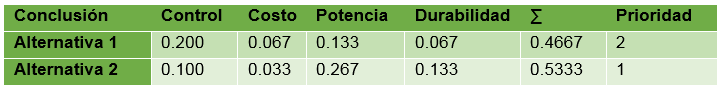 Conclusión Control Costo Potencia Durabilidad ∑ Prioridad
Alternativa 1 0.200 0.067 0.133 0.067 0.4667 2
Alternativa 2 0.100 0.033 0.267 0.133 0.5333 1